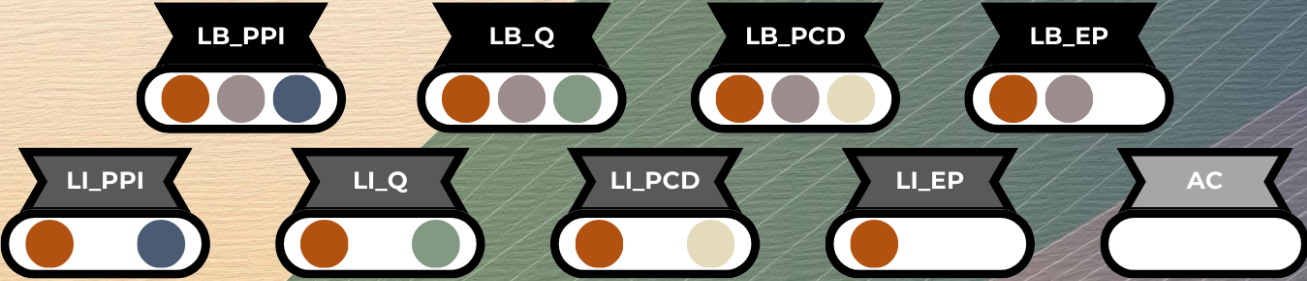 LB_PPI
LB_Q
LB_PCD
LB_EP
LI_PPI
LI_Q
LI_PCD
LI_EP
AC